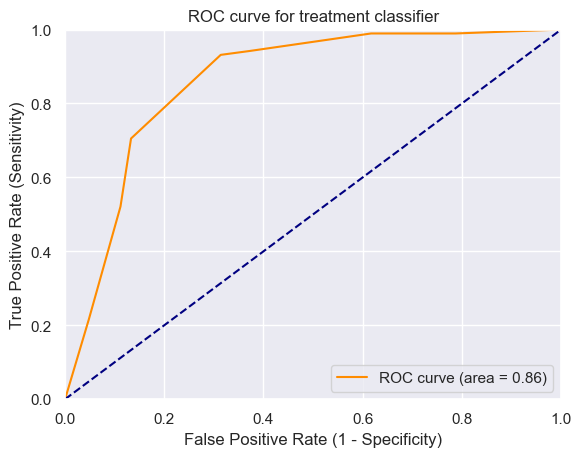 ROC curve for treatment classifier
1.0
0.8
0.6
0.4
0.2
0.0
True Positive Rate (Sensitivity)
ROC curve (area = 0.86)
0.0 0.2 0.4 0.6 0.8 1.0
False Positive Rate (1 - Specificity)